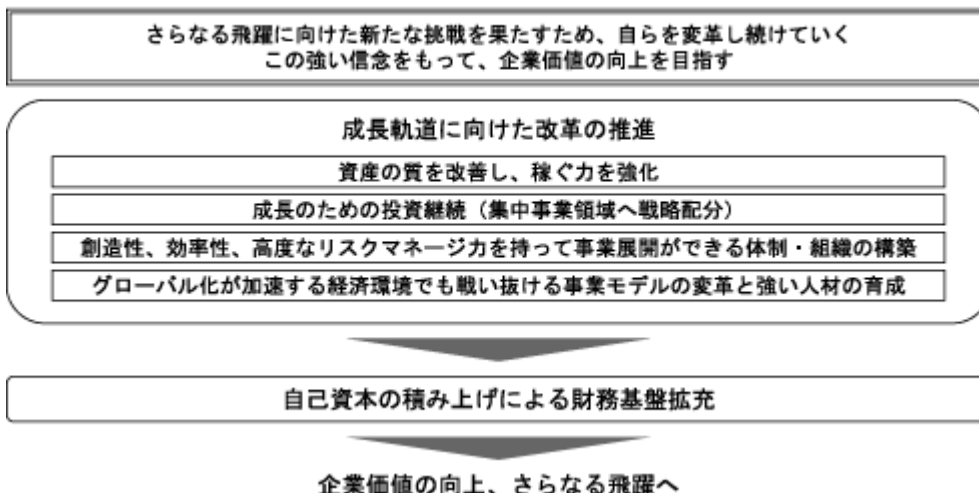 さらなる飛躍に向けた新たな挑戦を果たすため、自らを変革し続けていく
この強い信念をもって、企業価値の向上を目指す
成長軌道に向けた改革の推進
資産の質を改善し、稼ぐ力を強化
成長のための投資継続（集中事業領域へ戦略配分）
創造性、効率性、高度なリスクマネージ力を持って事業展開ができる体制・組織の構築
グローバル化が加速する経済環境でも戦い抜ける事業モデルの変革と強い人材の育成
自己資本の積み上げによる財務基盤拡充
企業価値の向上、さらなる飛躍へ